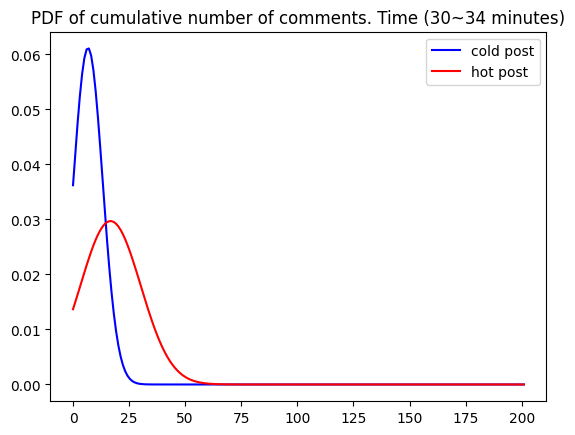 PDF of cumulative number of comments. Time (30~34 minutes)
cold post
hot post
0.06
0.05
0.04
0.03
0.02
0.01
0.00
0 25 50 75 100 125 150 175 200